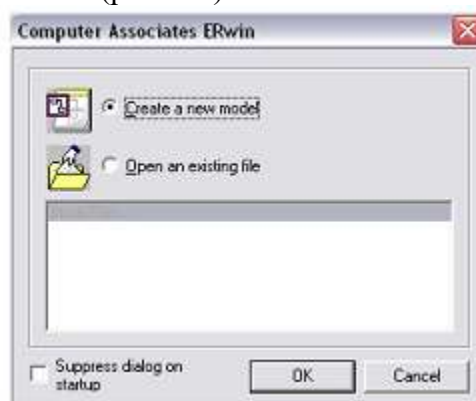 Computer Associates ERwin
Create a new model
Open an existing file
Suppress dialog on
startup
OK
Cancel